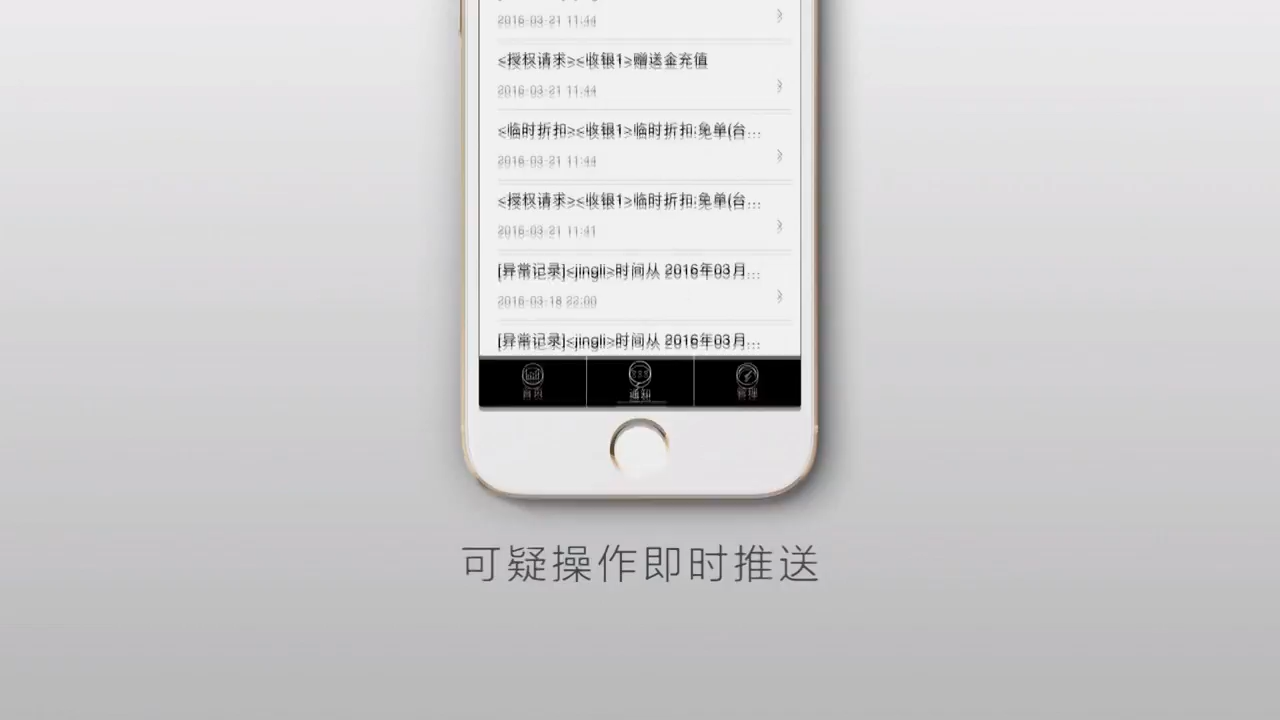 2016-03-21 11:44
<授权请求><收银1>赠送金充值
2016-03-21 11:44
<临时折扣><收银1>临时折扣:免单(台...
2016-03-21 11:44
<授权请求><收银1>临时折扣:免单(台...
2016-03-21 11:41
[异常记录]<jingli>时间从 2016年03月...
2016-03-18 22:00
[异常记录]<jingli>时间从 2016年03月...
首页 通知 管理
可疑操作即时推送